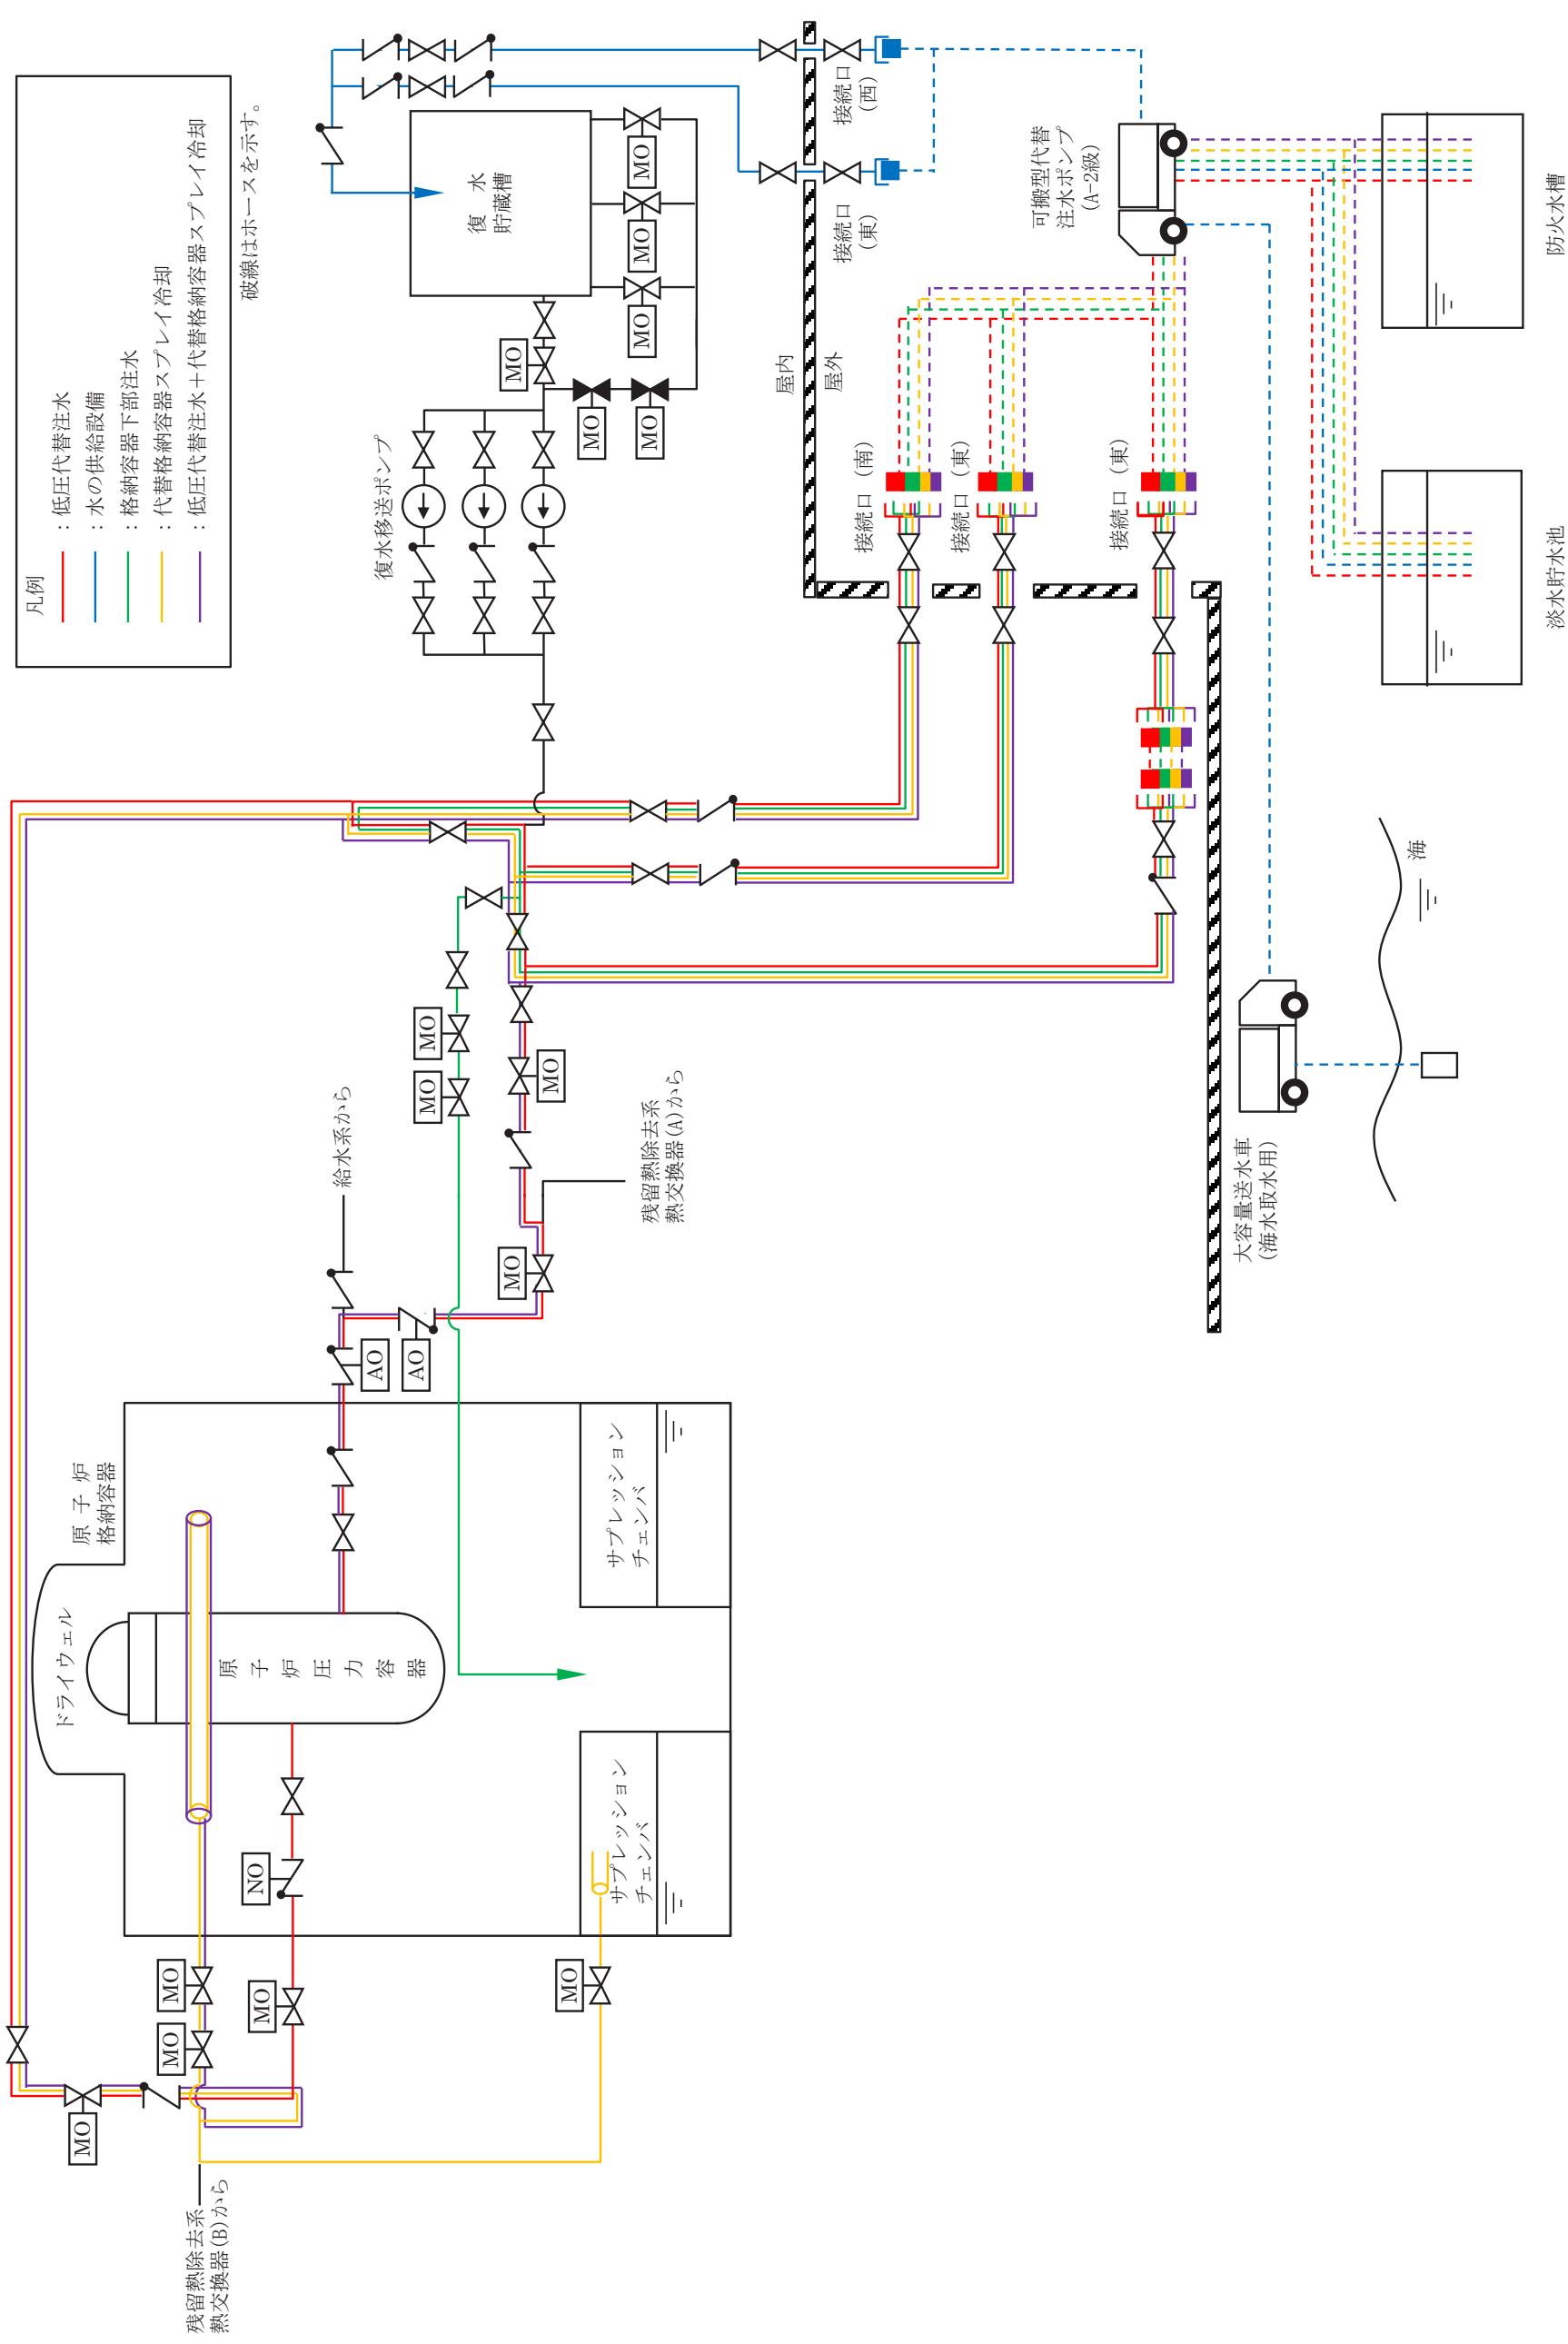 凡例
：低圧代替注水
：水の供給設備
：格納容器下部注水
：代替格納容器スプレイ冷却
：低圧代替注水＋代替格納容器スプレイ冷却
破線はホースを示す。
復水
貯蔵槽
MO
MO
MO
MO
MO
MO
復水移送ポンプ
接続口
(西)
接続口
(東)
屋内
屋外
可搬型代替
注水ポンプ
(A-2級)
接続口（南）
接続口（東）
接続口（東）
防火水槽
淡水貯水池
海
大容量送水車
(海水取水用)
MO
MO
MO
給水系から
残留熱除去系
熱交換器(A)から
MO
AO
AO
原子炉
格納容器
ドライウェル
原子炉圧力容器
サプレッション
チェンバ
サプレッション
チェンバ
NO
MO
MO
MO
MO
MO
残留熱除去系
熱交換器(B)から